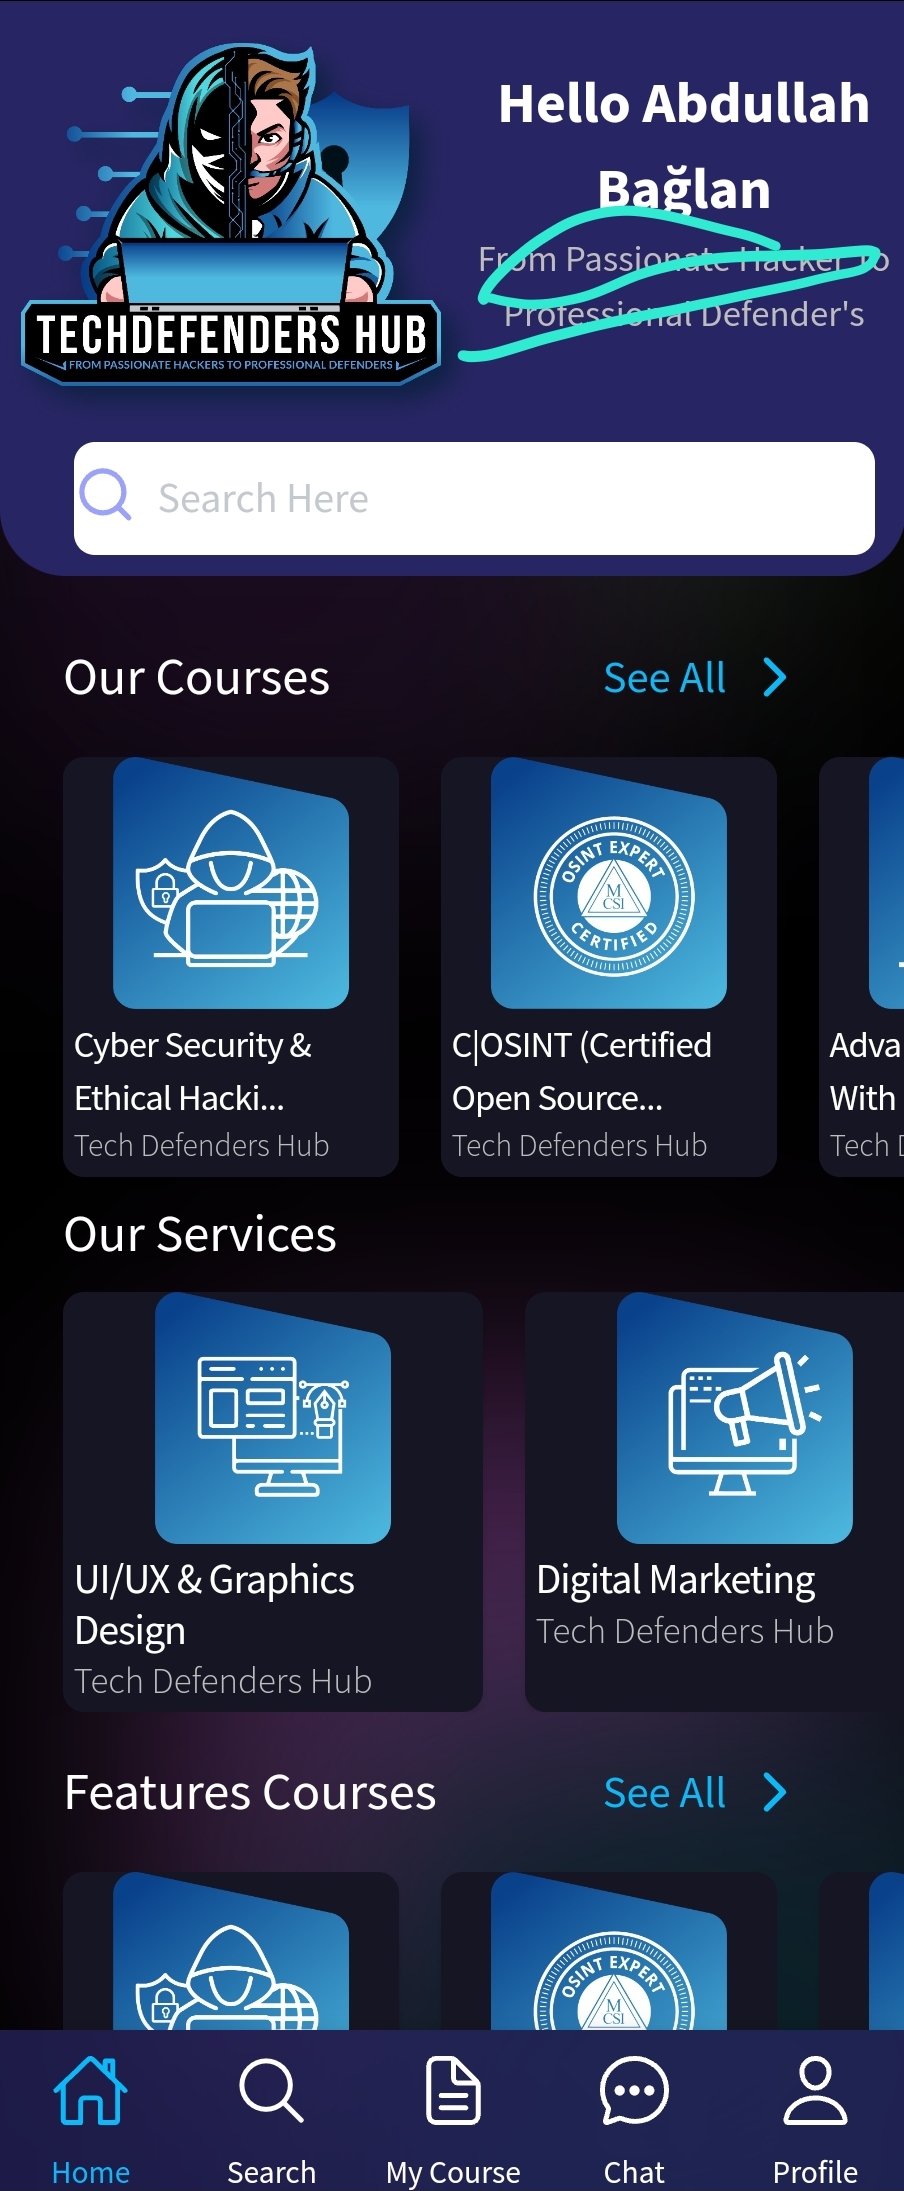 Hello Abdullah
Bağlan
From Passionate Hacker To
Professional Defender's
TECHDEFENDERS HUB
FROM PASSIONATE HACKERS TO PROFESSIONAL DEFENDERS
Search Here
Our Courses
See All
OSINT EXPERT
M
CSI
CERTIFIED
Cyber Security &
Ethical Hacki...
Tech Defenders Hub
C|OSINT (Certified
Open Source...
Tech Defenders Hub
Adva
With
Tech
Our Services
UI/UX & Graphics
Design
Tech Defenders Hub
Digital Marketing
Tech Defenders Hub
Features Courses
See All
OSINT EXPERT
M
CSI
Home
Search
My Course
Chat
Profile